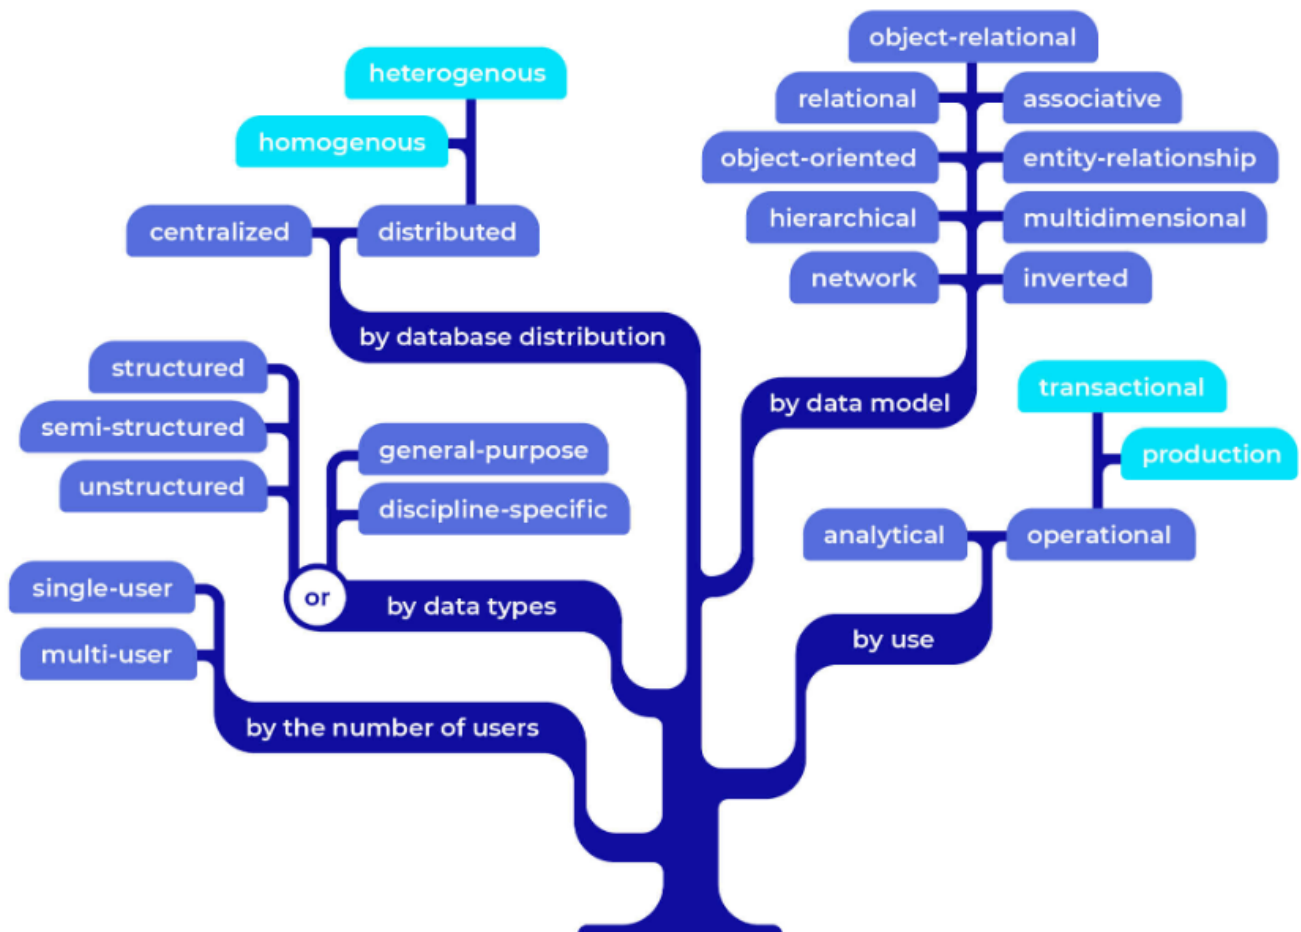 heterogenous
homogenous
centralized
distributed
by database distribution
object-relational
relational
associative
object-oriented
entity-relationship
hierarchical
multidimensional
network
inverted
by data model
structured
semi-structured
unstructured
general-purpose
discipline-specific
or
by data types
transactional
production
analytical
operational
by use
single-user
multi-user
by the number of users